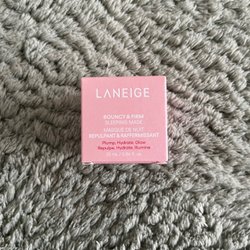 LANEIGE
BOUNCY & FIRM
SLEEPING MASK
MASQUE DE NUIT
REPULPANT & RAFFERMISSANT
Plump, Hydrate, Glow
Repulpe, Hydrate, Illumine